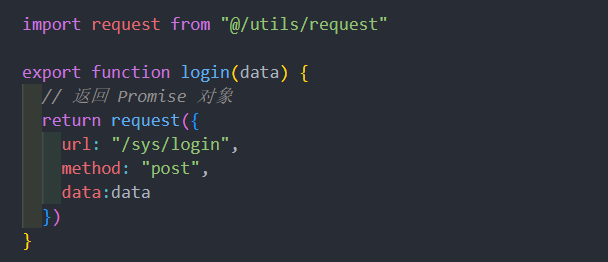 import request from "@/utils/request"
export function login(data) {
// 返回 Promise 对象
return request({
url: "/sys/login",
method: "post",
data:data
})
}